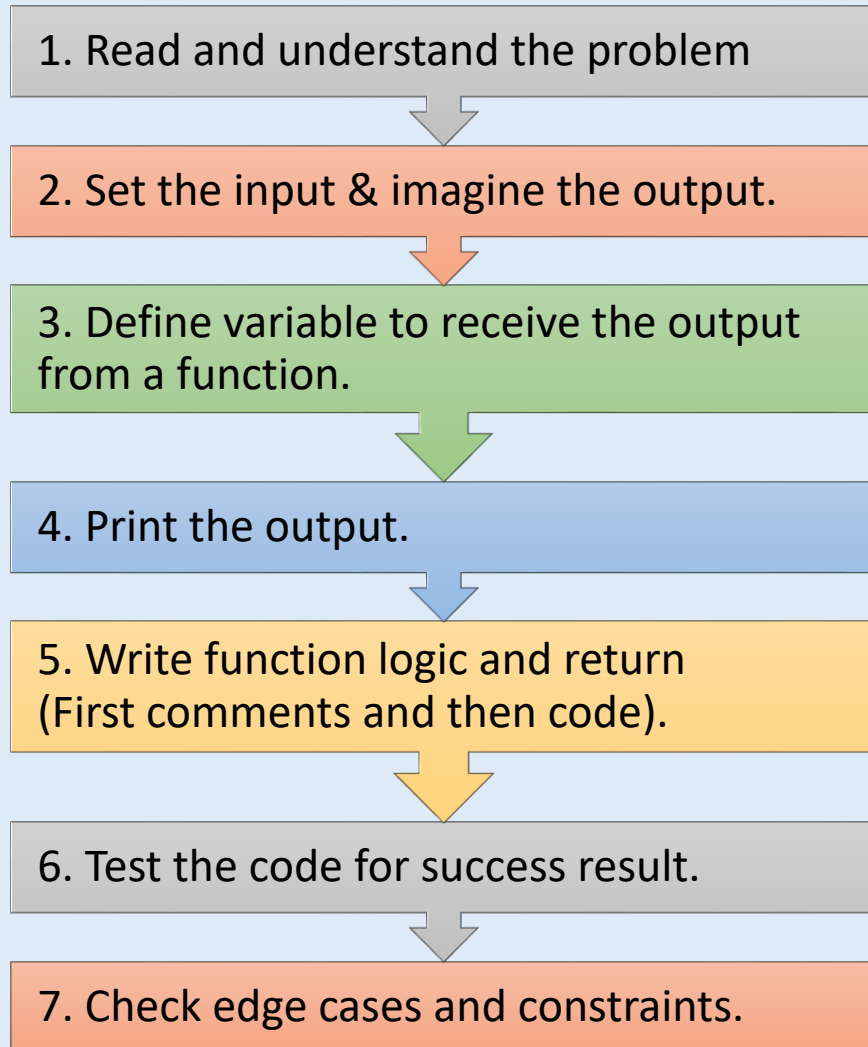 1. Read and understand the problem
2. Set the input & imagine the output.
3. Define variable to receive the output
from a function.
4. Print the output.
5. Write function logic and return
(First comments and then code).
6. Test the code for success result.
7. Check edge cases and constraints.